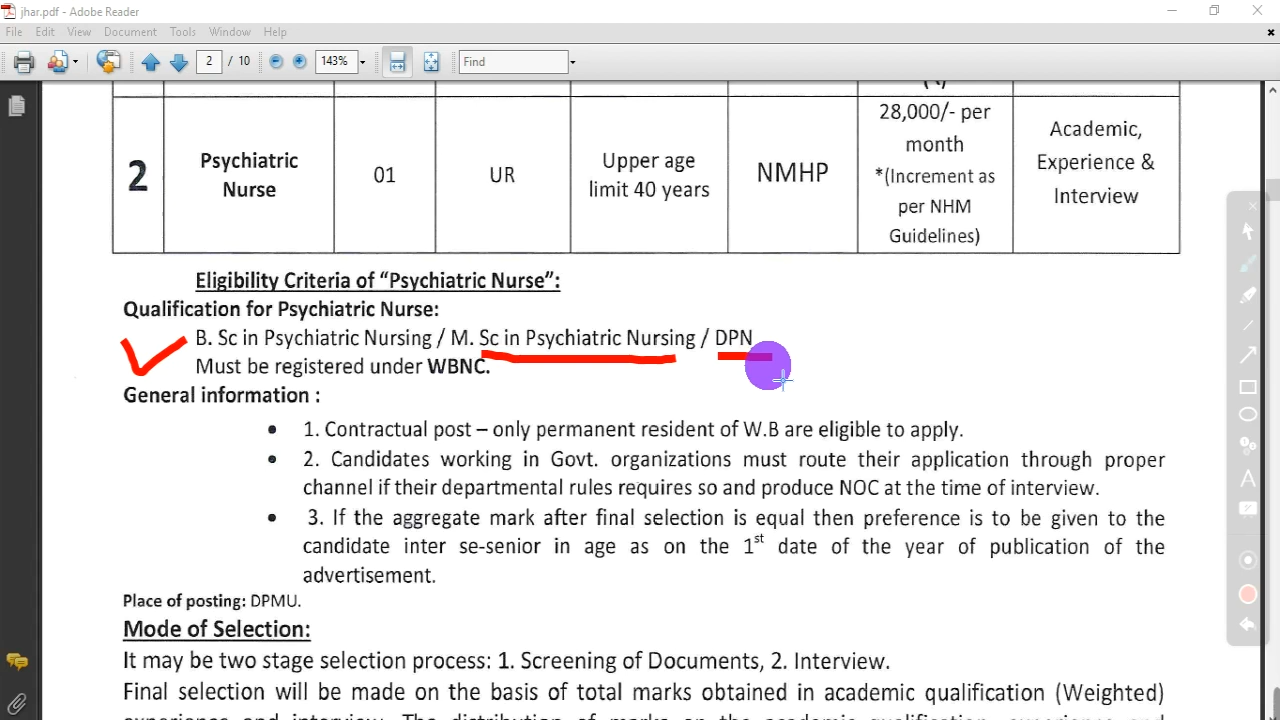 jhar.pdf - Adobe Reader
File Edit View Document Tools Window Help
2 / 10 143% Find
2
Psychiatric
Nurse
01
UR
Upper age
limit 40 years
NMHP
28,000/- per
month
*(Increment as
per NHM
Guidelines)
Academic,
Experience &
Interview
Eligibility Criteria of “Psychiatric Nurse”:
Qualification for Psychiatric Nurse:
B. Sc in Psychiatric Nursing / M. Sc in Psychiatric Nursing / DPN
Must be registered under WBNC.
General information :
• 1. Contractual post – only permanent resident of W.B are eligible to apply.
• 2. Candidates working in Govt. organizations must route their application through proper
channel if their departmental rules requires so and produce NOC at the time of interview.
• 3. If the aggregate mark after final selection is equal then preference is to be given to the
candidate inter se-senior in age as on the 1st date of the year of publication of the
advertisement.
Place of posting: DPMU.
Mode of Selection:
It may be two stage selection process: 1. Screening of Documents, 2. Interview.
Final selection will be made on the basis of total marks obtained in academic qualification (Weighted)